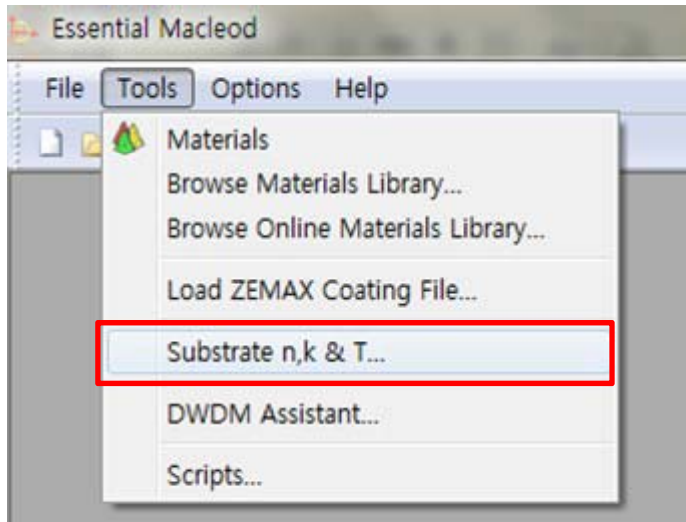 Essential Macleod
File Tools Options Help
Materials
Browse Materials Library...
Browse Online Materials Library...
Load ZEMAX Coating File...
Substrate n,k & T...
DWDM Assistant...
Scripts...